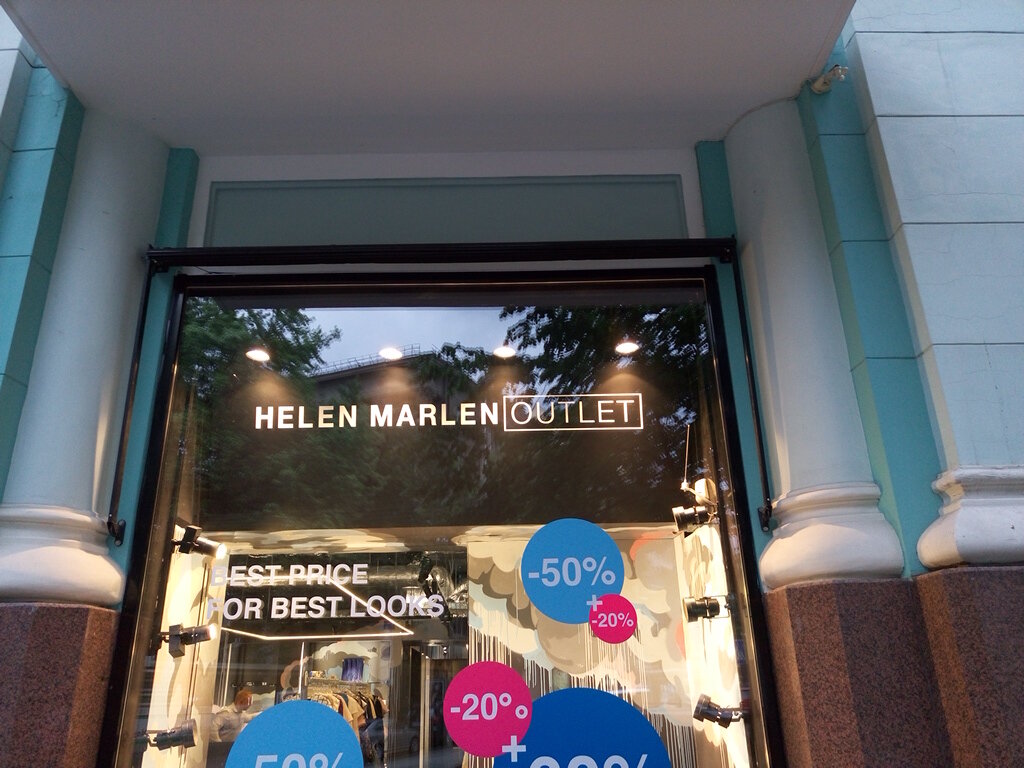 HELEN MARLEN OUTLET
BEST PRICE
FOR BEST LOOKS
-50%
+
-20%
-20%
+